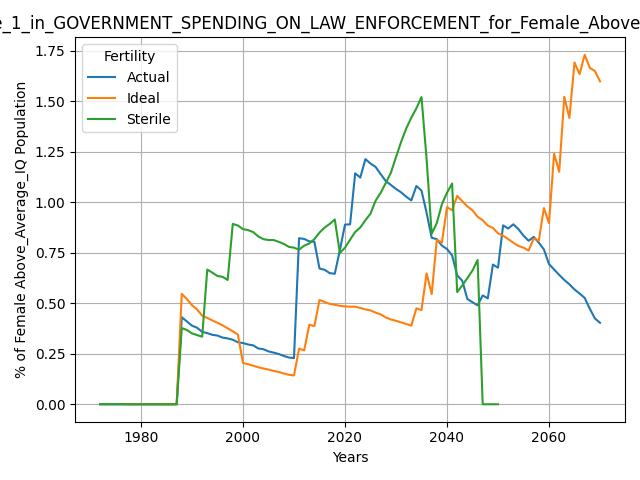 _1_in_GOVERNMENT_SPENDING_ON_LAW_ENFORCEMENT_for_Female_Above
% of Female Above_Average_IQ Population
1.75
1.50
1.25
1.00
0.75
0.50
0.25
0.00
Fertility
Actual
Ideal
Sterile
1980
2000
2020
2040
2060
Years